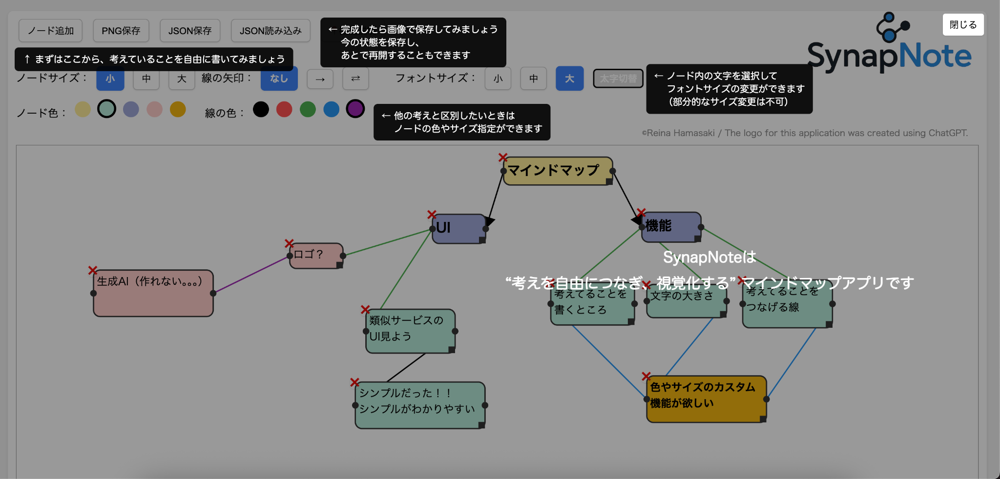 ノード追加
PNG保存
JSON保存
JSON読み込み
← 完成したら画像で保存してみましょう
今の状態を保存し、
あとで再開することもできます
閉じる
SynapNote
↑ まずはここから、考えていることを自由に書いてみましょう
ノードサイズ：
小
中
大
線の矢印：
なし
→
⇄
フォントサイズ：
小
中
大
太字切替
← ノード内の文字を選択して
フォントサイズの変更ができます
（部分的なサイズ変更は不可）
ノード色：
線の色：
← 他の考えと区別したいときは
ノードの色やサイズ指定ができます
©Reina Hamasaki / The logo for this application was created using ChatGPT.
マインドマップ
UI
機能
ロゴ？
SynapNoteは
“考えを自由につなぎ、視覚化する” マインドマップアプリです
生成AI（作れない。。。）
考えてることを
書くところ
文字の大きさ
考えてることを
つなげる線
類似サービスの
UI見よう
シンプルだった！！
シンプルがわかりやすい
色やサイズのカスタム
機能が欲しい